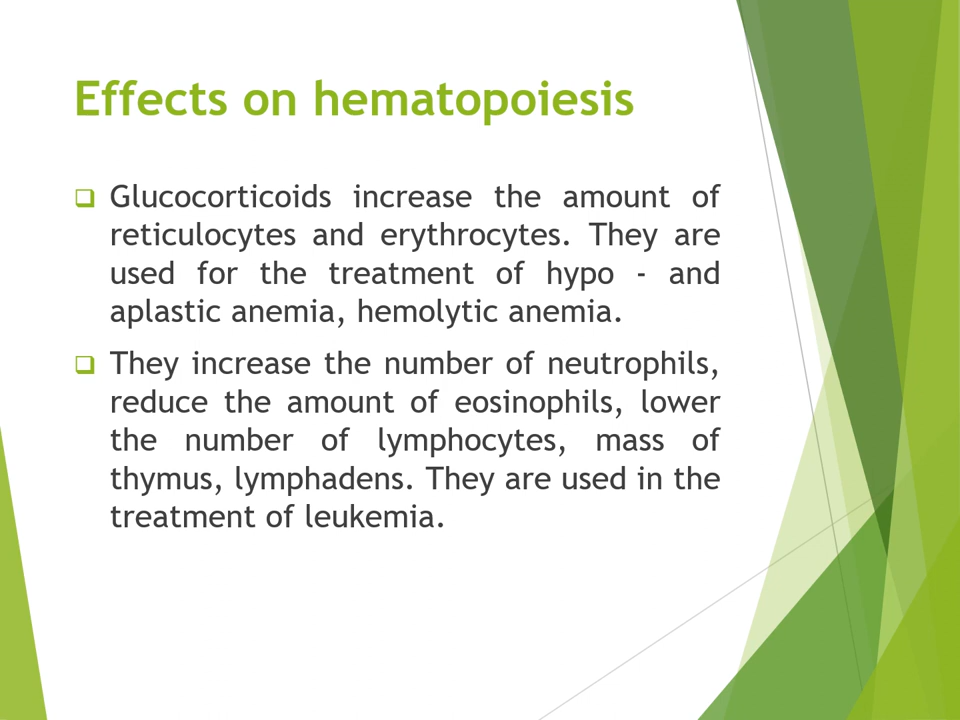 Effects on hematopoiesis
Glucocorticoids increase the amount of
reticulocytes and erythrocytes. They are
used for the treatment of hypo - and
aplastic anemia, hemolytic anemia.
They increase the number of neutrophils,
reduce the amount of eosinophils, lower
the number of lymphocytes, mass of
thymus, lymphadens. They are used in the
treatment of leukemia.